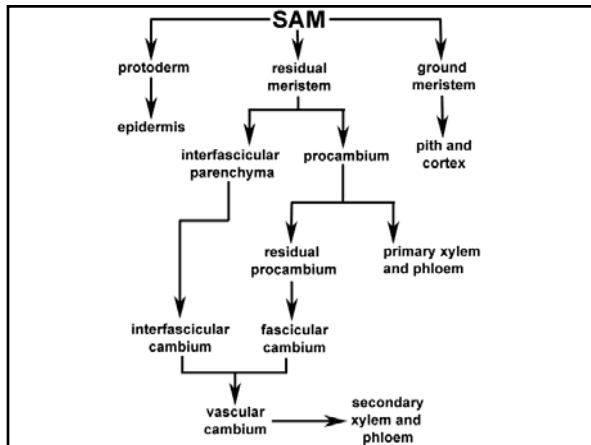 SAM
protoderm
residual
meristem
ground
meristem
epidermis
interfascicular
parenchyma
procambium
pith and
cortex
residual
procambium
primary xylem
and phloem
interfascicular
cambium
fascicular
cambium
vascular
cambium
secondary
xylem and
phloem